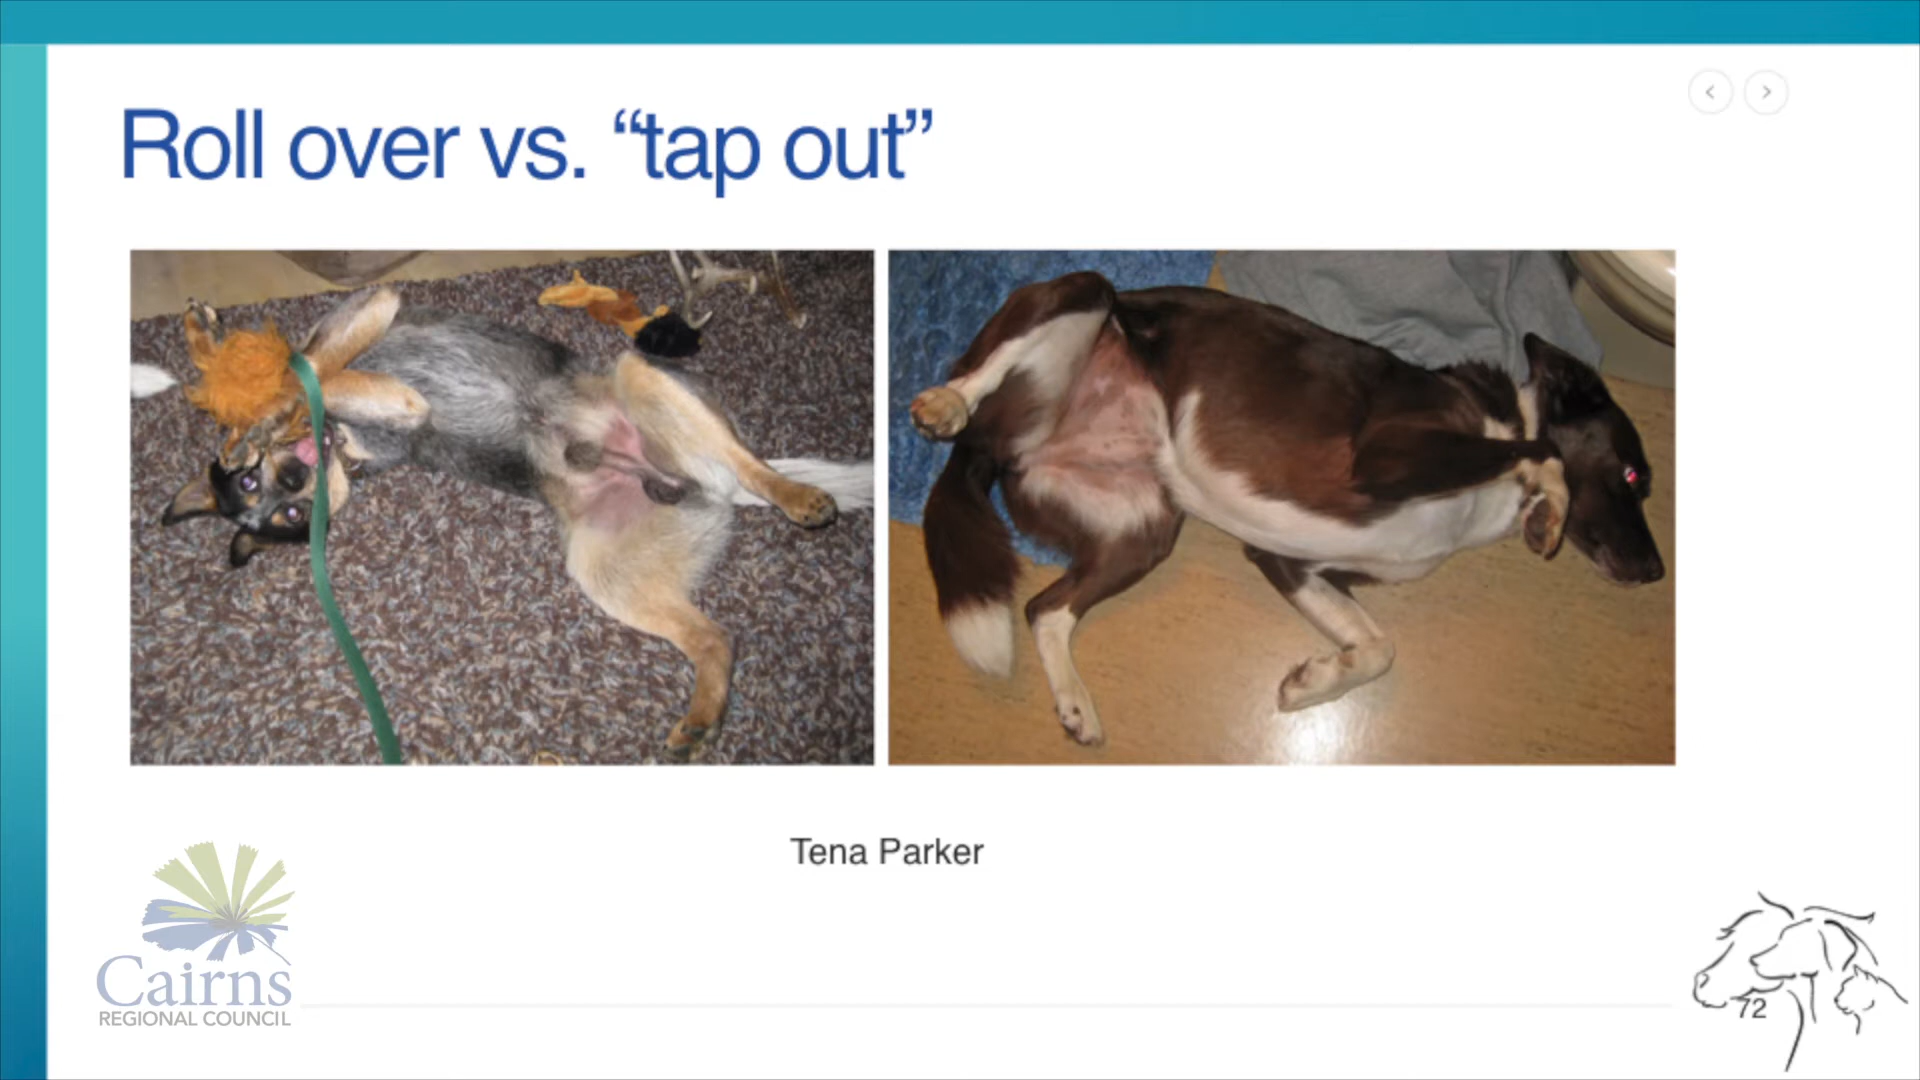 Roll over vs. “tap out”
Tena Parker
Cairns
REGIONAL COUNCIL
72